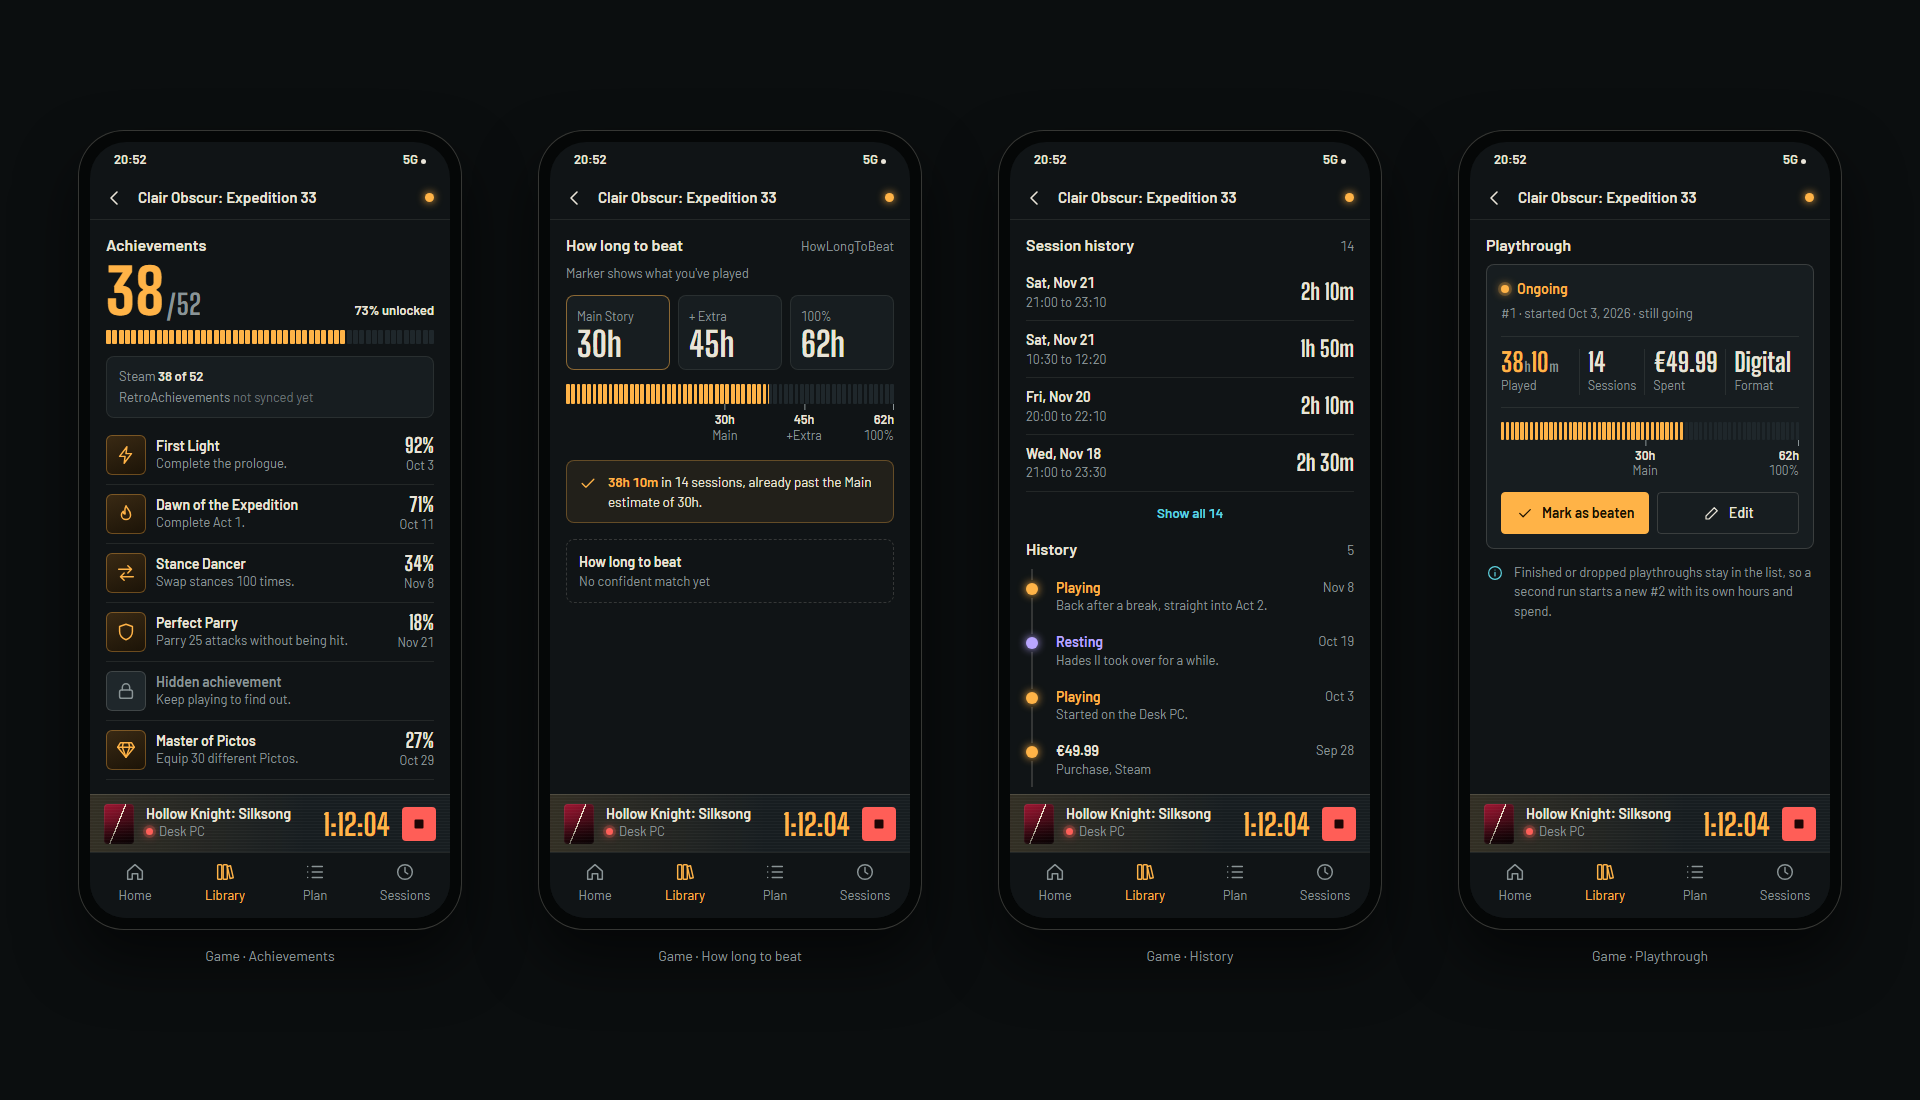 20:52
5G
Clair Obscur: Expedition 33
Achievements
38/52
73% unlocked
Steam 38 of 52
RetroAchievements not synced yet
First Light
92%
Complete the prologue.
Oct 3
Dawn of the Expedition
71%
Complete Act 1.
Oct 11
Stance Dancer
34%
Swap stances 100 times.
Nov 8
Perfect Parry
18%
Parry 25 attacks without being hit.
Nov 21
Hidden achievement
Keep playing to find out.
Master of Pictos
27%
Equip 30 different Pictos.
Oct 29
Hollow Knight: Silksong
Desk PC
1:12:04
Home
Library
Plan
Sessions
Game · Achievements
20:52
5G
Clair Obscur: Expedition 33
How long to beat
HowLongToBeat
Marker shows what you've played
Main Story
30h
+ Extra
45h
100%
62h
30h
Main
45h
+Extra
62h
100%
38h 10m in 14 sessions, already past the Main
estimate of 30h.
How long to beat
No confident match yet
Hollow Knight: Silksong
Desk PC
1:12:04
Home
Library
Plan
Sessions
Game · How long to beat
20:52
5G
Clair Obscur: Expedition 33
Session history
14
Sat, Nov 21
21:00 to 23:10
2h 10m
Sat, Nov 21
10:30 to 12:20
1h 50m
Fri, Nov 20
20:00 to 22:10
2h 10m
Wed, Nov 18
21:00 to 23:30
2h 30m
Show all 14
History
5
Playing
Nov 8
Back after a break, straight into Act 2.
Resting
Oct 19
Hades II took over for a while.
Playing
Oct 3
Started on the Desk PC.
€49.99
Sep 28
Purchase, Steam
Hollow Knight: Silksong
Desk PC
1:12:04
Home
Library
Plan
Sessions
Game · History
20:52
5G
Clair Obscur: Expedition 33
Playthrough
Ongoing
#1 · started Oct 3, 2026 · still going
38h10m
Played
14
Sessions
€49.99
Spent
Digital
Format
30h
Main
62h
100%
Mark as beaten
Edit
Finished or dropped playthroughs stay in the list, so a
second run starts a new #2 with its own hours and
spend.
Hollow Knight: Silksong
Desk PC
1:12:04
Home
Library
Plan
Sessions
Game · Playthrough